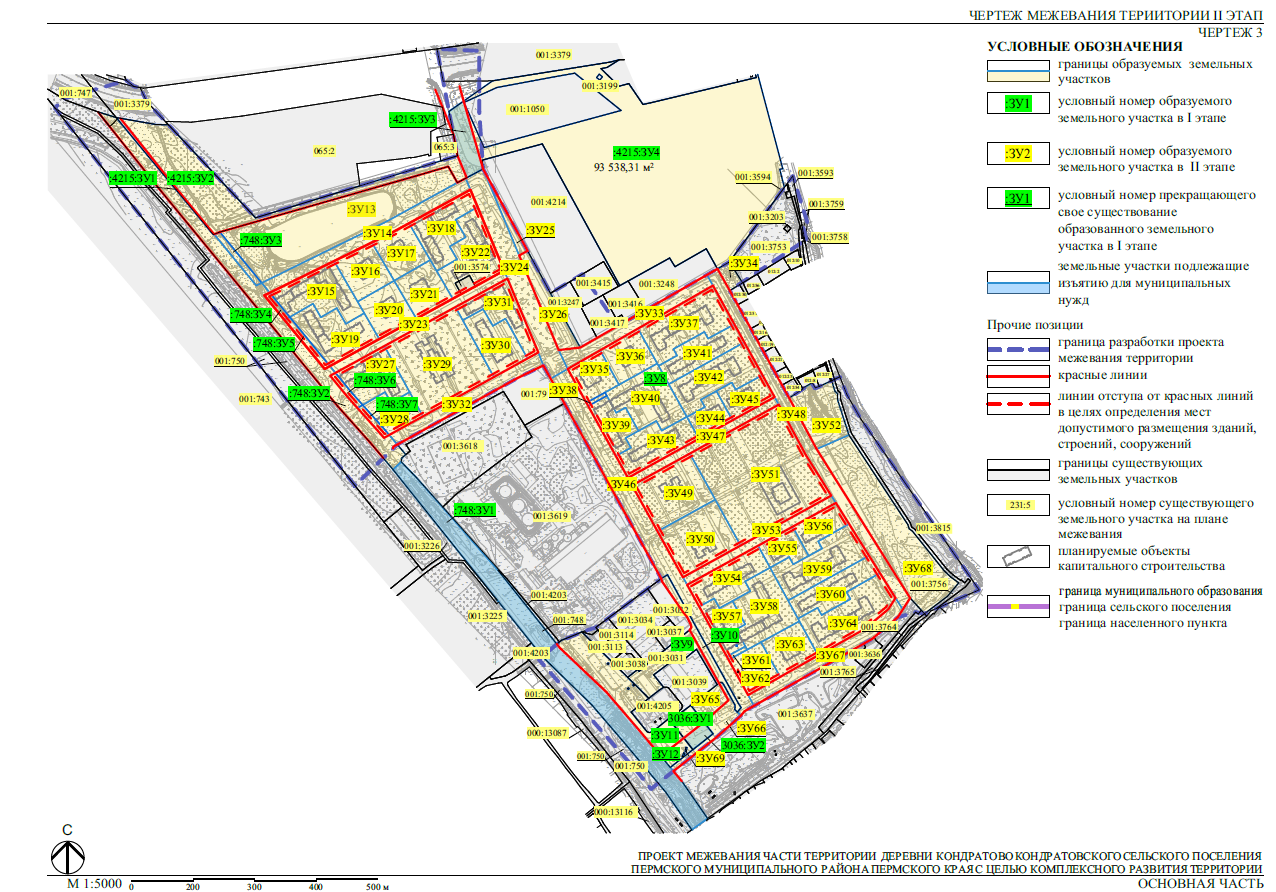 ЧЕРТЕЖ МЕЖЕВАНИЯ ТЕРИИТОРИИ II ЭТАП
ЧЕРТЕЖ 3
УСЛОВНЫЕ ОБОЗНАЧЕНИЯ
границы образуемых земельных
участков
:ЗУ1
условный номер образуемого
земельного участка в I этапе
:ЗУ2
условный номер образуемого
земельного участка в II этапе
:ЗУ1
условный номер прекращающего
свое существование
образованного земельного
участка в I этапе
земельные участки подлежащие
изъятию для муниципальных
нужд
Прочие позиции
граница разработки проекта
межевания территории
красные линии
линии отступа от красных линий
в целях определения мест
допустимого размещения зданий,
строений, сооружений
границы существующих
земельных участков
231:5
условный номер существующего
земельного участка на плане
межевания
планируемые объекты
капитального строительства
граница муниципального образования
граница сельского поселения
граница населенного пункта
001:3379
001:747
001:3379
001:3199
001:1050
:4215:ЗУ3
065:2
065:3
:4215:ЗУ4
93 538,31 м²
:4215:ЗУ1
:4215:ЗУ2
001:3594
001:3593
001:4214
001:3759
:ЗУ13
001:3203
:ЗУ14
:ЗУ18
:ЗУ25
001:3758
:748:ЗУ3
:ЗУ17
:ЗУ22
001:3753
:ЗУ16
001:3574
:ЗУ24
:ЗУ34
:ЗУ15
:ЗУ21
001:3415
001:3248
:ЗУ31
001:3247
001:3416
:748:ЗУ4
:ЗУ20
:ЗУ26
:ЗУ33
:ЗУ23
001:3417
:ЗУ37
:748:ЗУ5
:ЗУ19
:ЗУ30
:ЗУ36
:ЗУ41
001:750
:ЗУ27
:ЗУ29
:ЗУ35
:748:ЗУ6
:ЗУ8
:ЗУ42
:748:ЗУ2
001:79
:ЗУ38
001:743
:748:ЗУ7
:ЗУ32
:ЗУ40
:ЗУ45
:ЗУ28
:ЗУ44
:ЗУ48
:ЗУ39
:ЗУ52
001:3618
:ЗУ43
:ЗУ47
:ЗУ51
:ЗУ46
:ЗУ49
:748:ЗУ1
001:3619
:ЗУ53
:ЗУ56
001:3815
:ЗУ50
:ЗУ55
001:3226
:ЗУ59
:ЗУ68
:ЗУ54
001:3756
001:4203
:ЗУ60
:ЗУ58
001:3225
001:748
001:3034
:ЗУ57
:ЗУ64
001:3764
001:3114
001:3037
:ЗУ10
001:3113
:ЗУ9
:ЗУ63
001:4203
001:3031
:ЗУ67
001:3636
001:3038
:ЗУ61
001:3765
:ЗУ62
001:3039
001:750
:ЗУ65
001:4205
001:3637
3036:ЗУ1
000:13087
:ЗУ11
:ЗУ66
3036:ЗУ2
001:750
:ЗУ12
:ЗУ69
001:750
000:13116
С
М 1:5000
0 200 300 400 500 м
ПРОЕКТ МЕЖЕВАНИЯ ЧАСТИ ТЕРРИТОРИИ ДЕРЕВНИ КОНДРАТОВО КОНДРАТОВСКОГО СЕЛЬСКОГО ПОСЕЛЕНИЯ
ПЕРМСКОГО МУНИЦИПАЛЬНОГО РАЙОНА ПЕРМСКОГО КРАЯ С ЦЕЛЬЮ КОМПЛЕКСНОГО РАЗВИТИЯ ТЕРРИТОРИИ
ОСНОВНАЯ ЧАСТЬ